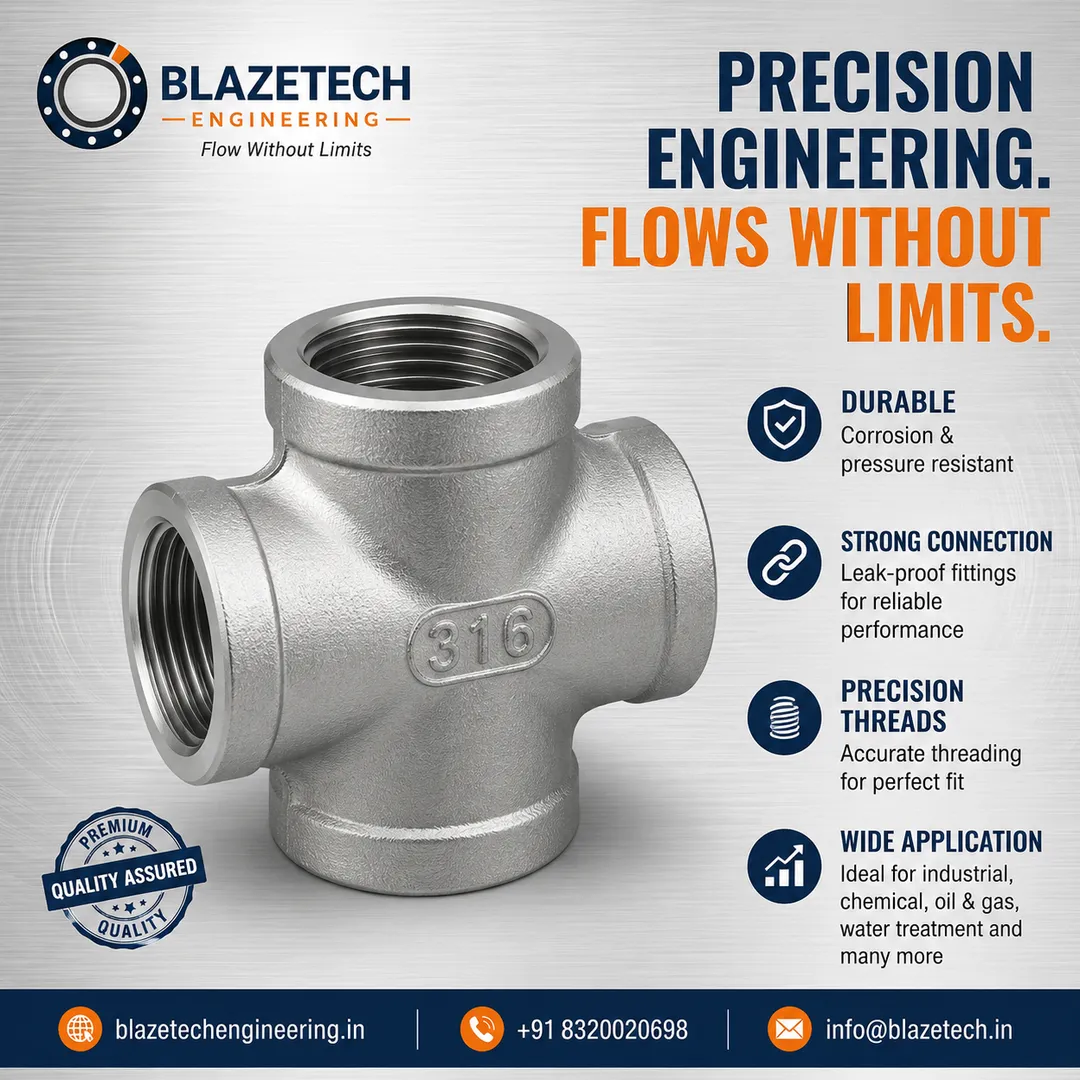 BLAZETECH
ENGINEERING
Flow Without Limits
PRECISION
ENGINEERING.
FLOWS WITHOUT
LIMITS.
316
DURABLE
Corrosion &
pressure resistant
STRONG CONNECTION
Leak-proof fittings
for reliable
performance
PRECISION
THREADS
Accurate threading
for perfect fit
WIDE APPLICATION
Ideal for industrial,
chemical, oil & gas,
water treatment and
many more
PREMIUM
QUALITY ASSURED
QUALITY
blazetechengineering.in
+91 8320020698
info@blazetech.in